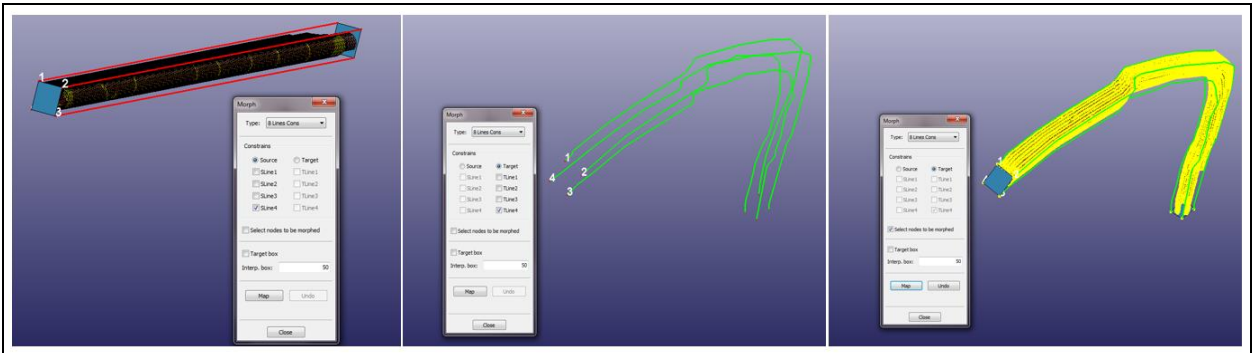 1
2
3
Morph
Type: 8 Lines Cons
Constrains
Source Target
SLine1 TLine1
SLine2 TLine2
SLine3 TLine3
SLine4 TLine4
Select nodes to be morphed
Target box
Interp. box: 50
Map Undo
Close
1
4
2
3
Morph
Type: 8 Lines Cons
Constrains
Source Target
SLine1 TLine1
SLine2 TLine2
SLine3 TLine3
SLine4 TLine4
Select nodes to be morphed
Target box
Interp. box: 50
Map Undo
Close
Morph
Type: 8 Lines Cons
Constrains
Source Target
SLine1 TLine1
SLine2 TLine2
SLine3 TLine3
SLine4 TLine4
Select nodes to be morphed
Target box
Interp. box: 50
Map Undo
Close